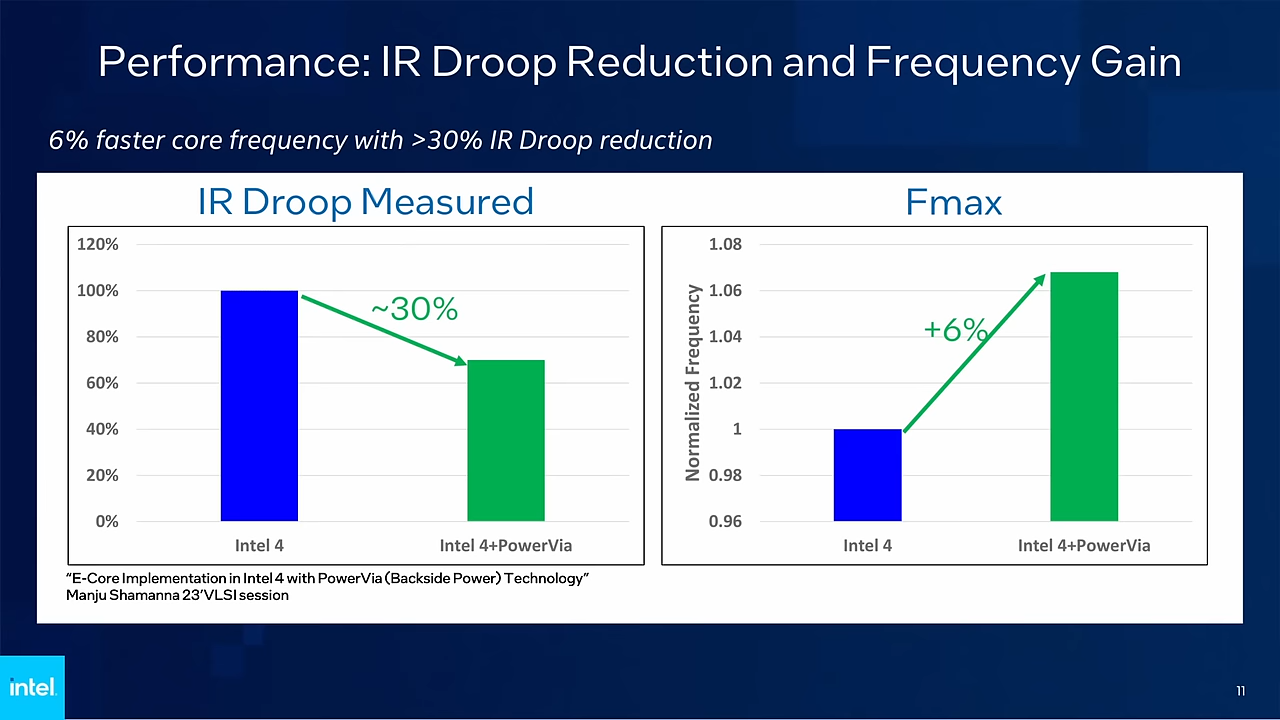 Performance: IR Droop Reduction and Frequency Gain
6% faster core frequency with >30% IR Droop reduction
IR Droop Measured
120%
100%
80%
60%
40%
20%
0%
~30%
Intel 4
Intel 4+PowerVia
Fmax
Normalized Frequency
1.08
1.06
1.04
1.02
1
0.98
0.96
+6%
Intel 4
Intel 4+PowerVia
“E-Core Implementation in Intel 4 with PowerVia (Backside Power) Technology”
Manju Shamanna 23’VLSI session
intel.
11